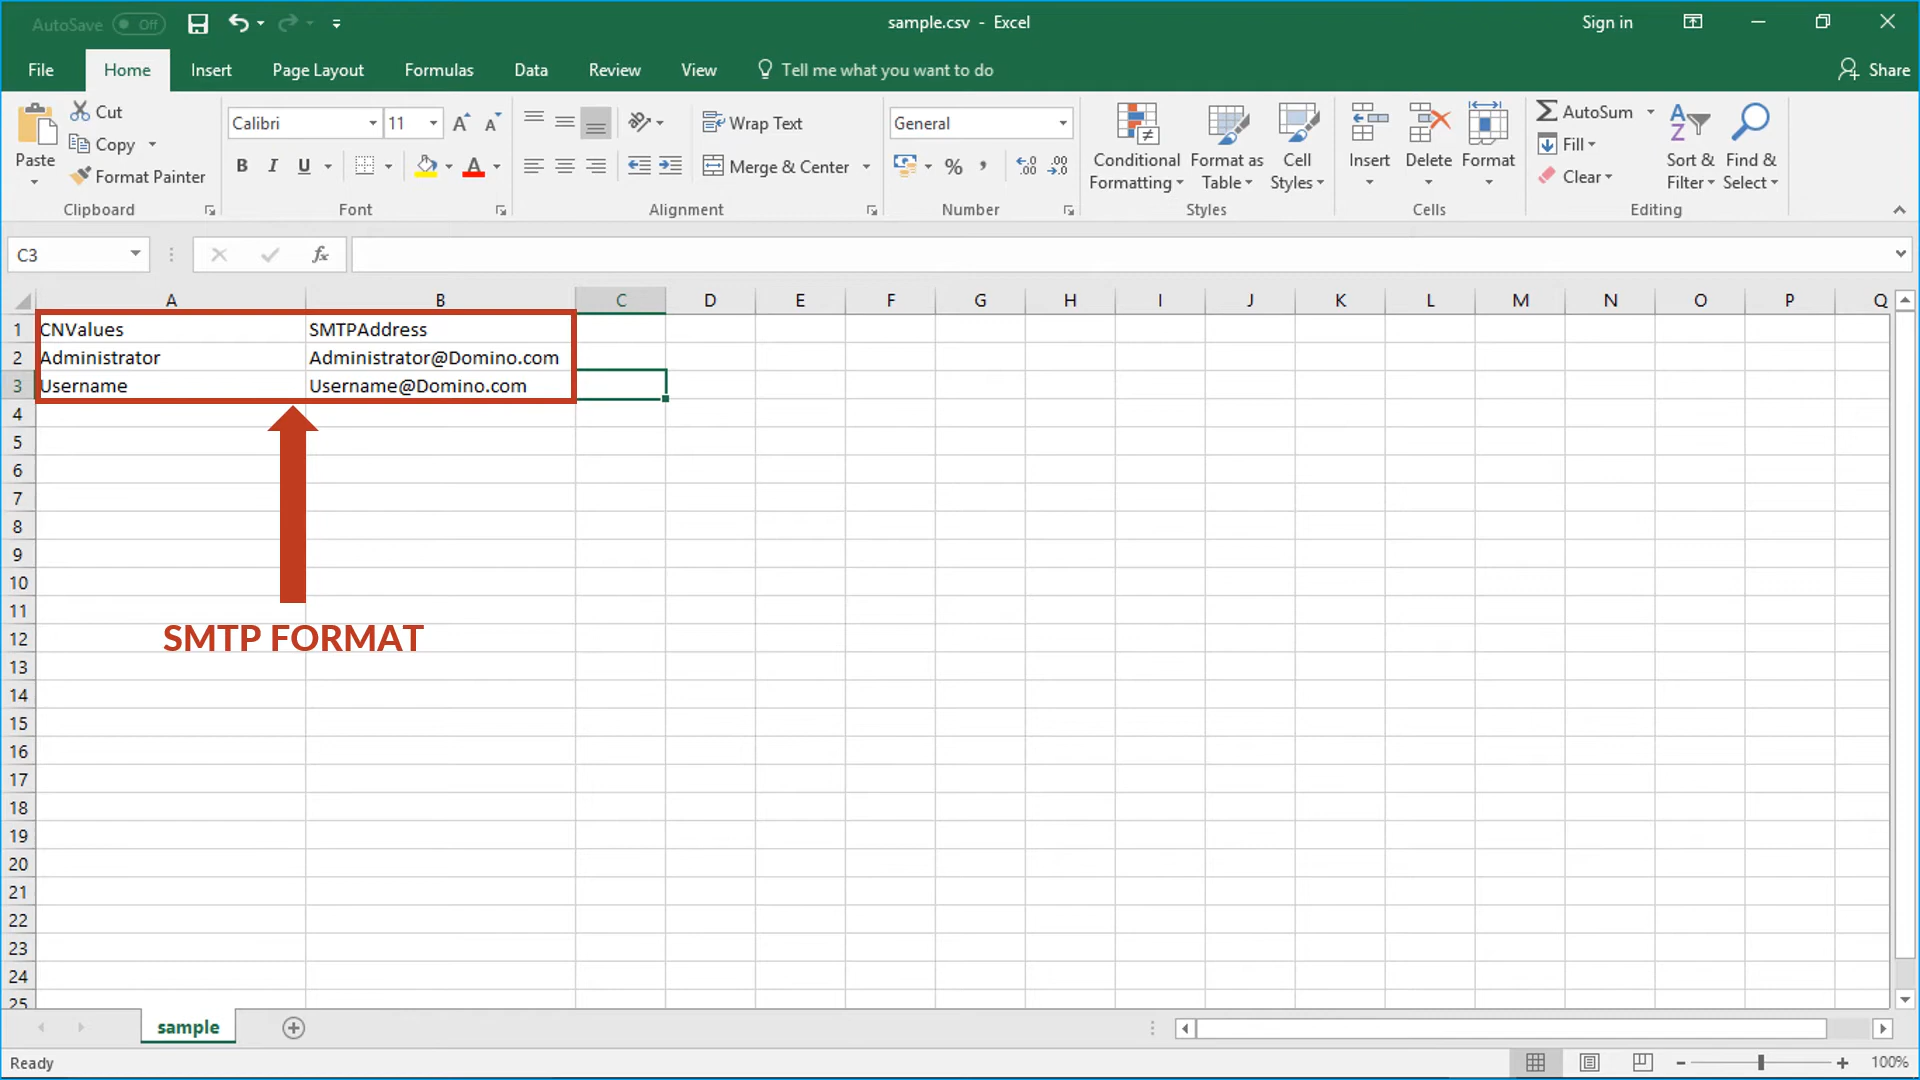 AutoSave Off
sample.csv - Excel
Sign in
File Home Insert Page Layout Formulas Data Review View Tell me what you want to do
Share
Paste
Cut
Copy
Format Painter
Clipboard
Calibri 11
B I U A
Font
Wrap Text
Merge & Center
Alignment
General
% ,
Number
Conditional Formatting
Format as Table
Cell Styles
Styles
Insert Delete Format
Cells
AutoSum
Fill
Clear
Sort & Filter
Find & Select
Editing
C3 fx
A B C D E F G H I J K L M N O P Q
1 CNValues SMTPAddress
2 Administrator Administrator@Domino.com
3 Username Username@Domino.com
4
5
6
7
8
9
10
11
12
SMTP FORMAT
13
14
15
16
17
18
19
20
21
22
23
24
25
sample
Ready
100%